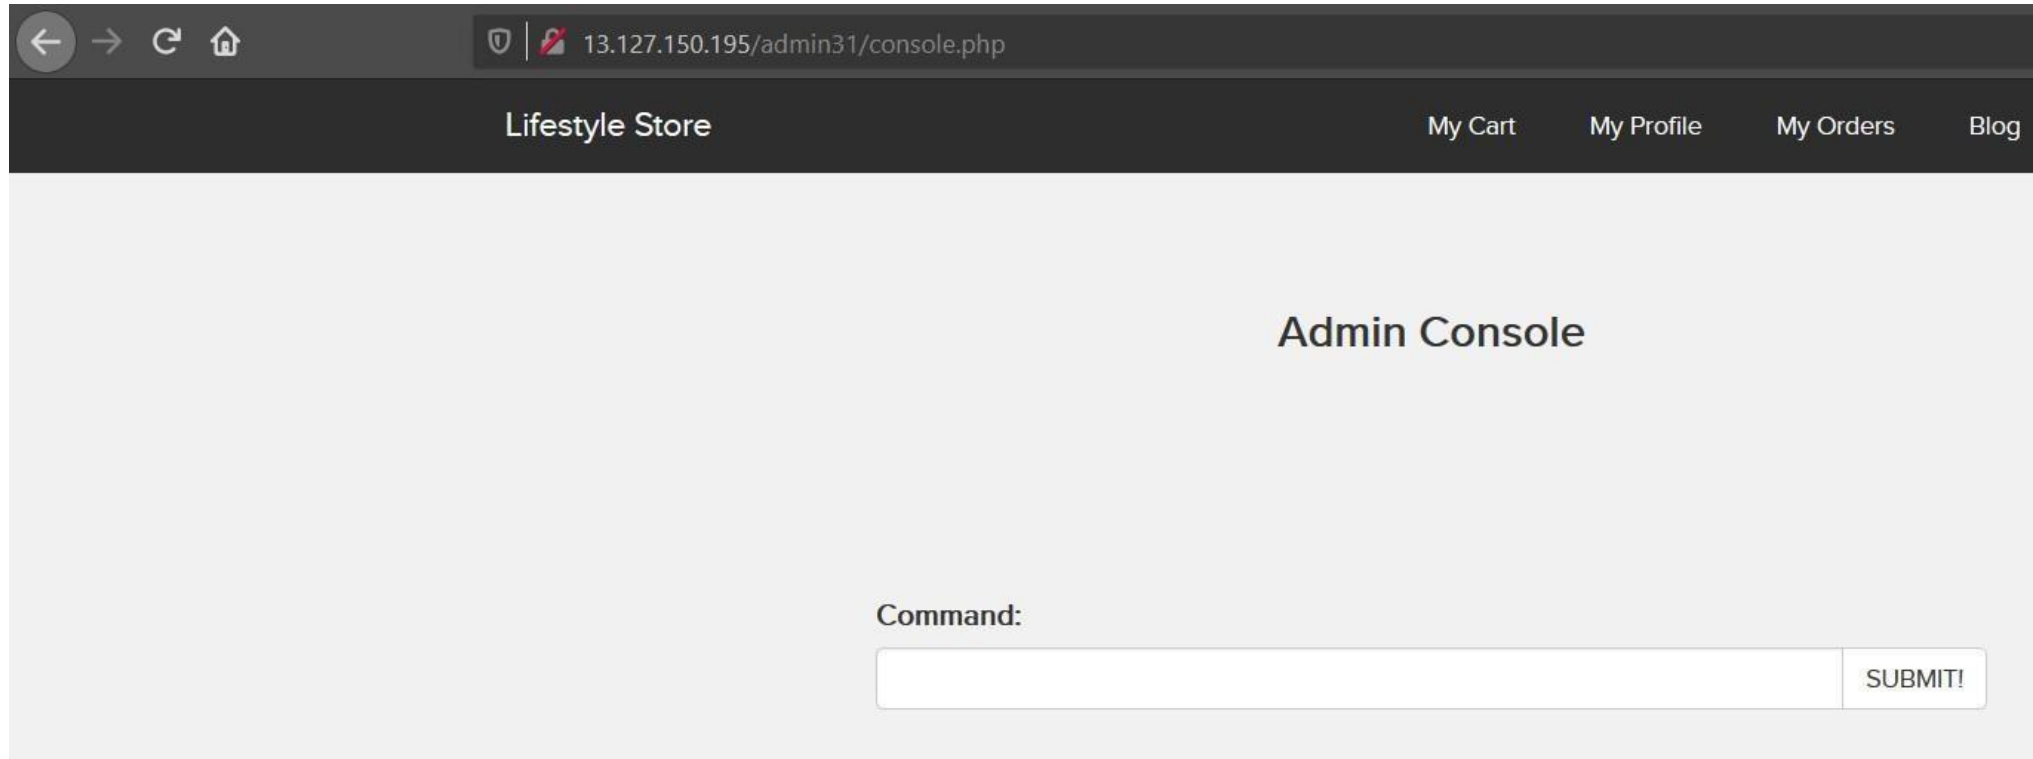 13.127.150.195/admin31/console.php
Lifestyle Store My Cart My Profile My Orders Blog
Admin Console
Command:
SUBMIT!